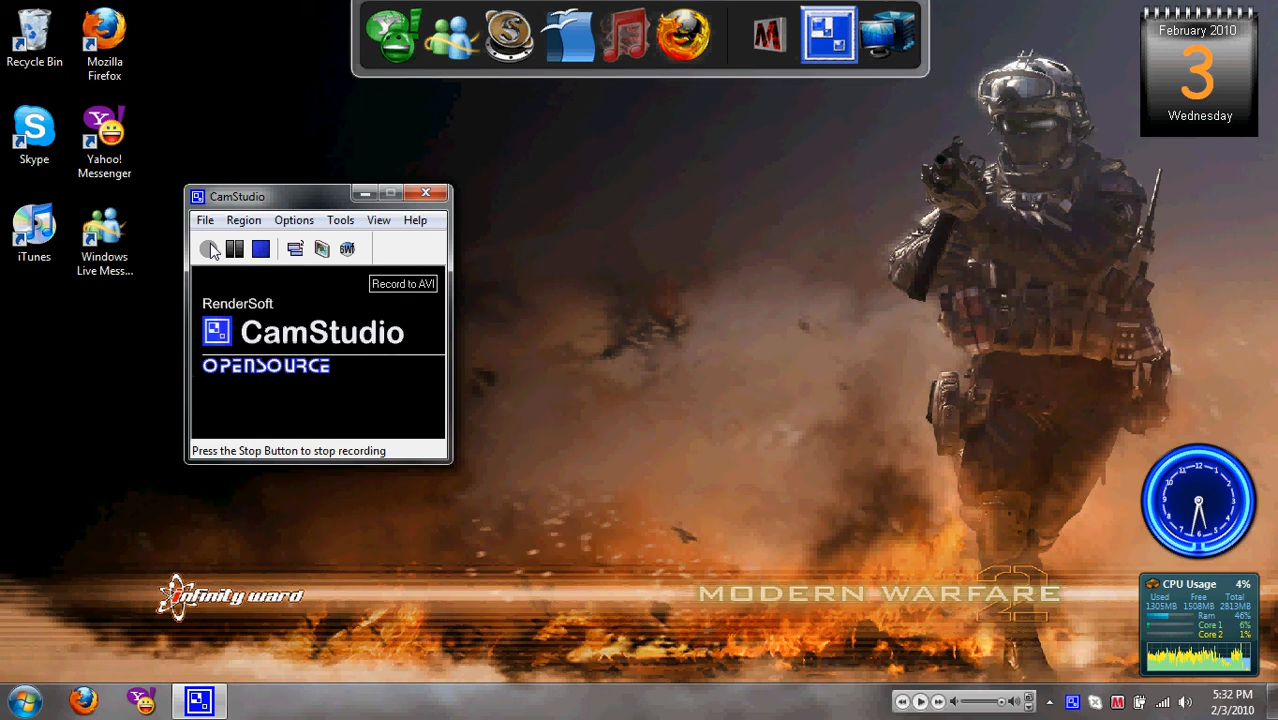 Recycle Bin
Mozilla
Firefox
Skype
Yahoo!
Messenger
iTunes
Windows
Live Mess...
February 2010
3
Wednesday
CamStudio
File Region Options Tools View Help
SWF
Record to AVI
RenderSoft
CamStudio
OPENSOURCE
Press the Stop Button to stop recording
infinity ward
MODERN WARFARE
2
CPU Usage 4%
Used Free Total
1305MB 1508MB 2813MB
Ram 46%
Core 1 6%
Core 2 1%
5:32 PM
2/3/2010